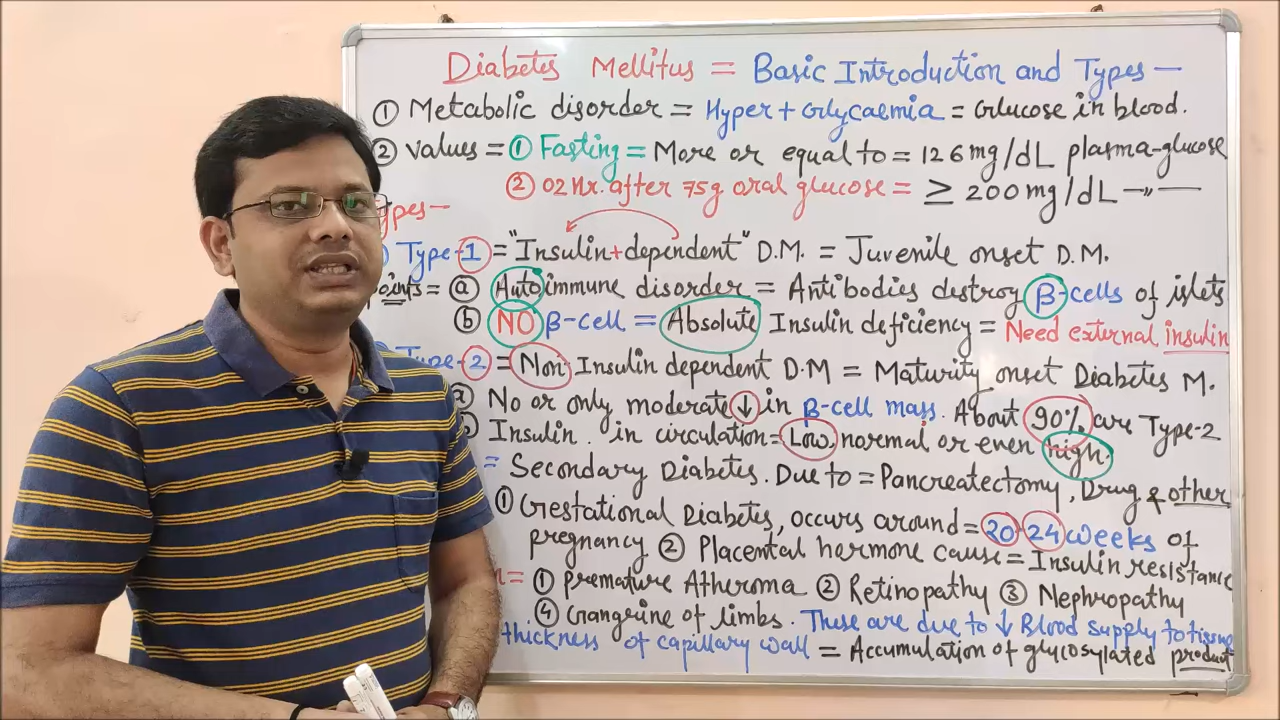 Diabetes Mellitus = Basic Introduction and Types —
① Metabolic disorder = Hyper + Glycaemia = Glucose in blood.
② Values = ① Fasting = More or equal to = 126 mg/dL plasma-glucose
② 02 Hr. after 75g oral glucose = ≥ 200 mg/dL —〃—
ypes —
Type-1 = "Insulin + dependent" D.M. = Juvenile onset D.M.
points = ⓐ Autoimmune disorder = Antibodies destroy β-cells of islets
ⓑ NO β-cell = Absolute Insulin deficiency = Need external insulin
Type-2 = Non Insulin dependent D.M = Maturity onset Diabetes M.
ⓐ No or only moderate ↓ in β-cell mass. About 90% are Type-2
Insulin in circulation = Low, normal or even high.
= Secondary Diabetes. Due to = Pancreatectomy, Drug & other
① Gestational Diabetes, occurs around = 20-24 weeks of
pregnancy ② Placental hormone cause = Insulin resistance
n = ① Premature Atheroma ② Retinopathy ③ Nephropathy
④ Gangrine of limbs. These are due to ↓ Blood supply to tissue
thickness of capillary wall = Accumulation of glycosylated product